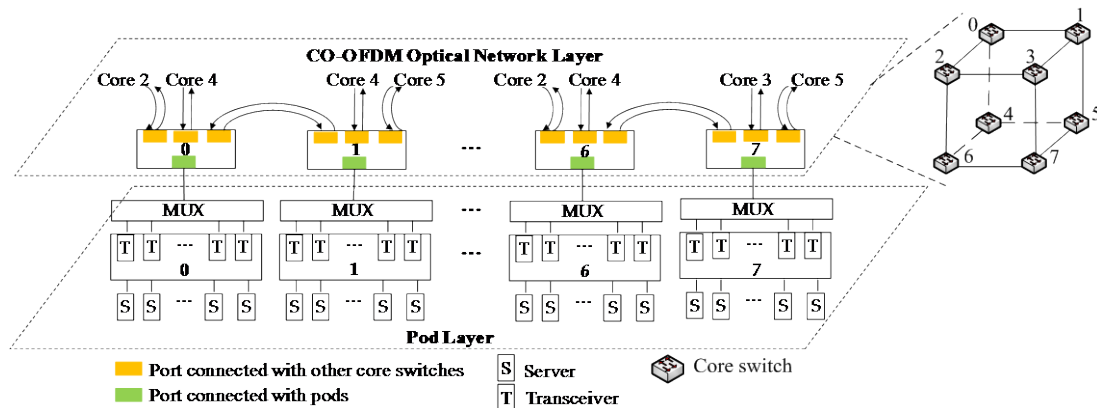 CO-OFDM Optical Network Layer
Core 2 Core 4 Core 4 Core 5 Core 2 Core 4 Core 3 Core 5
0 1 ... 6 7
MUX MUX ... MUX MUX
T T ... T T T T ... T T ... T T ... T T T T ... T T
0 1 6 7
S S ... S S S S ... S S ... S S ... S S S S ... S S
Pod Layer
0 1
2 3
4 5
6 7
Port connected with other core switches
Port connected with pods
S Server
T Transceiver
Core switch